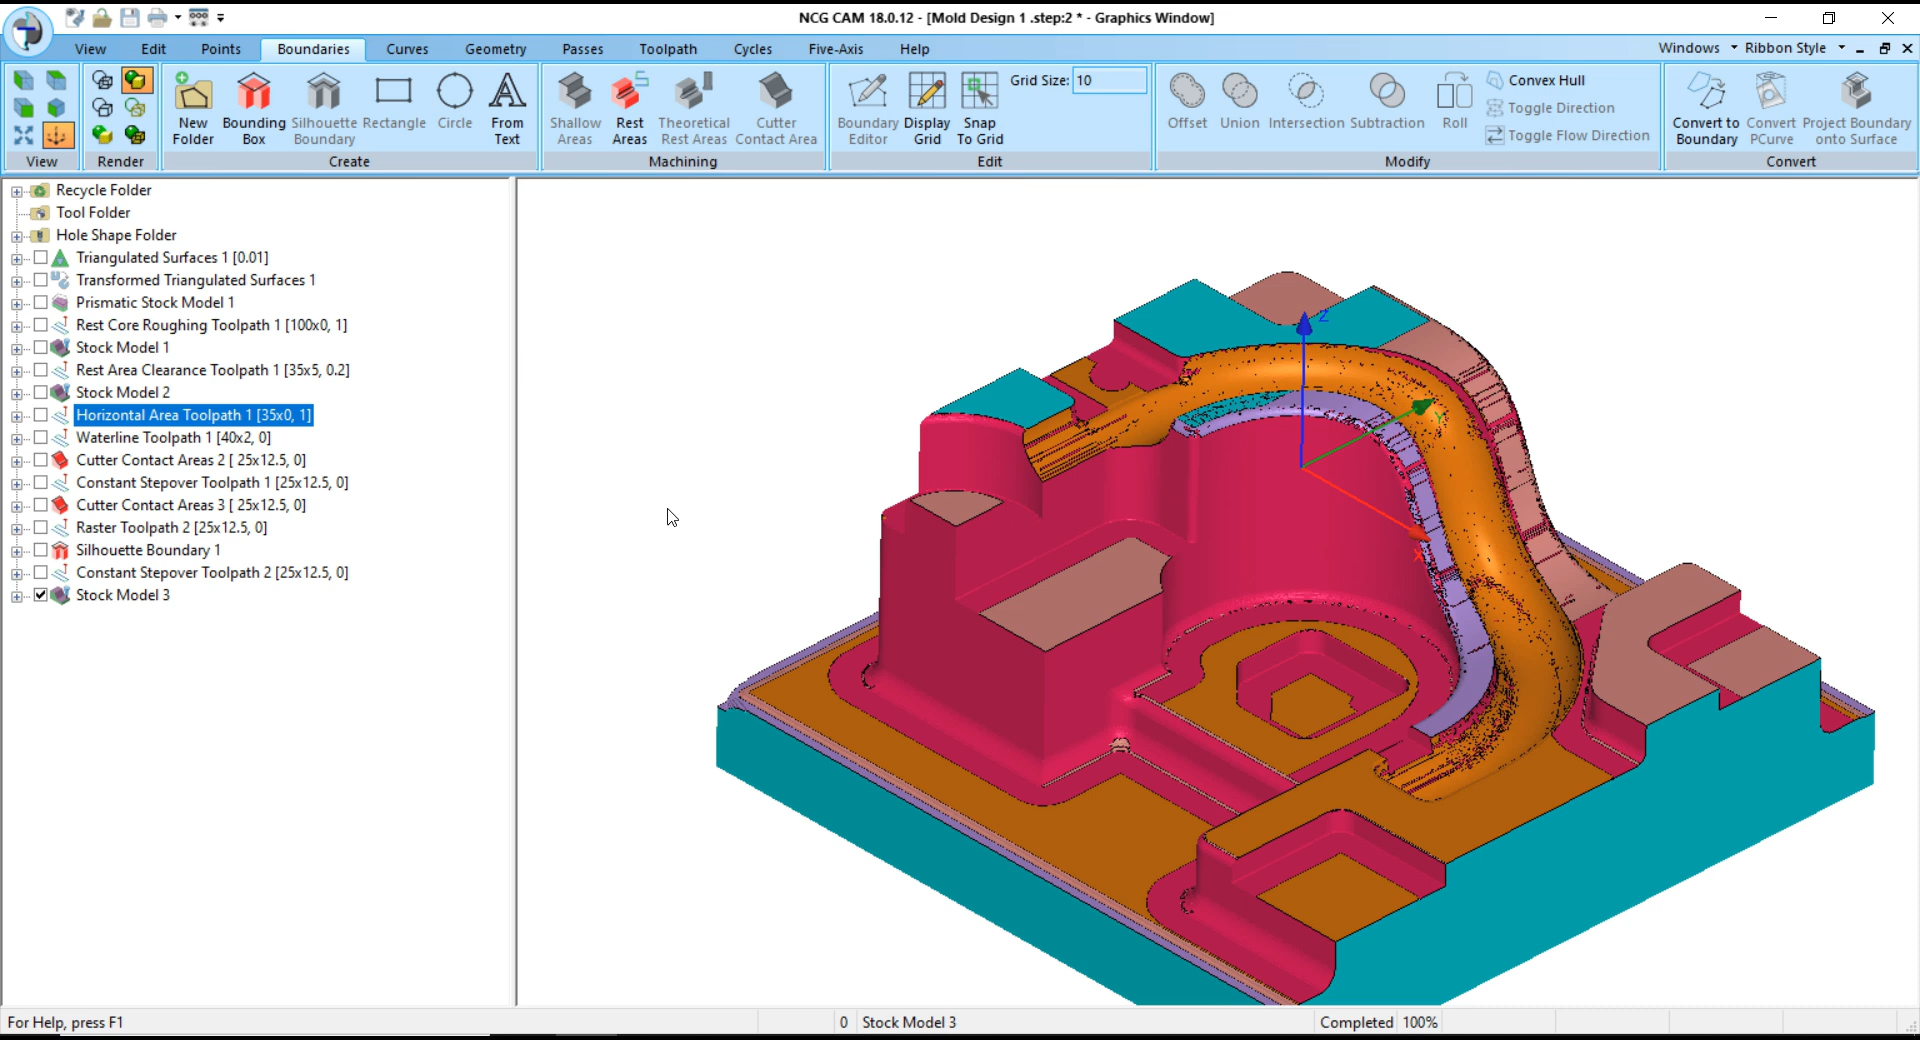 NCG CAM 18.0.12 - [Mold Design 1 .step:2 * - Graphics Window]
View Edit Points Boundaries Curves Geometry Passes Toolpath Cycles Five-Axis Help Windows Ribbon Style
New Folder
Bounding Box
Silhouette Boundary
Rectangle
Circle
From Text
Shallow Areas
Rest Areas
Theoretical Rest Areas
Cutter Contact Area
Boundary Editor
Display Grid
Snap To Grid
Grid Size: 10
Offset
Union
Intersection
Subtraction
Roll
Convex Hull
Toggle Direction
Toggle Flow Direction
Convert to Boundary
Convert PCurve
Project Boundary onto Surface
View Render Create Machining Edit Modify Convert
Recycle Folder
Tool Folder
Hole Shape Folder
Triangulated Surfaces 1 [0.01]
Transformed Triangulated Surfaces 1
Prismatic Stock Model 1
Rest Core Roughing Toolpath 1 [100x0, 1]
Stock Model 1
Rest Area Clearance Toolpath 1 [35x5, 0.2]
Stock Model 2
Horizontal Area Toolpath 1 [35x0, 1]
Waterline Toolpath 1 [40x2, 0]
Cutter Contact Areas 2 [ 25x12.5, 0]
Constant Stepover Toolpath 1 [25x12.5, 0]
Cutter Contact Areas 3 [ 25x12.5, 0]
Raster Toolpath 2 [25x12.5, 0]
Silhouette Boundary 1
Constant Stepover Toolpath 2 [25x12.5, 0]
Stock Model 3
Z
Y
X
For Help, press F1 0 Stock Model 3 Completed 100%